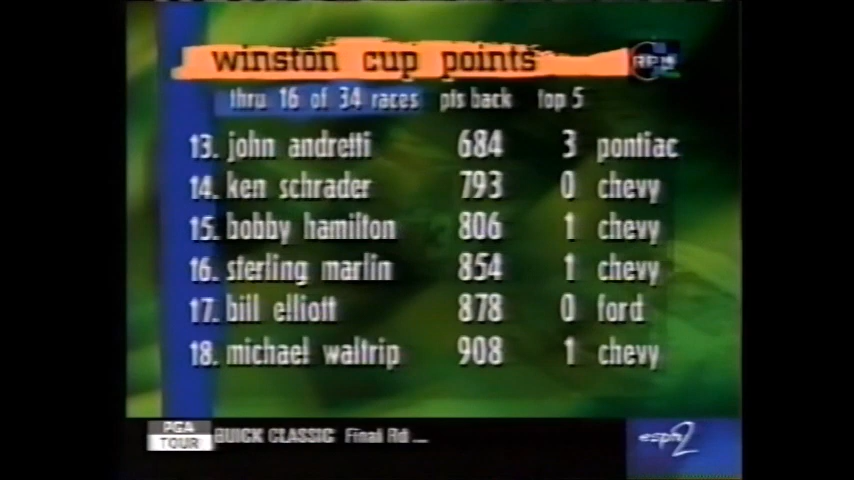 winston cup points RPM
thru 16 of 34 races pts back top 5
13. john andretti 684 3 pontiac
14. ken schrader 793 0 chevy
15. bobby hamilton 806 1 chevy
16. sterling marlin 854 1 chevy
17. bill elliott 878 0 ford
18. michael waltrip 908 1 chevy
PGA TOUR BUICK CLASSIC Final Rd ...
espn2